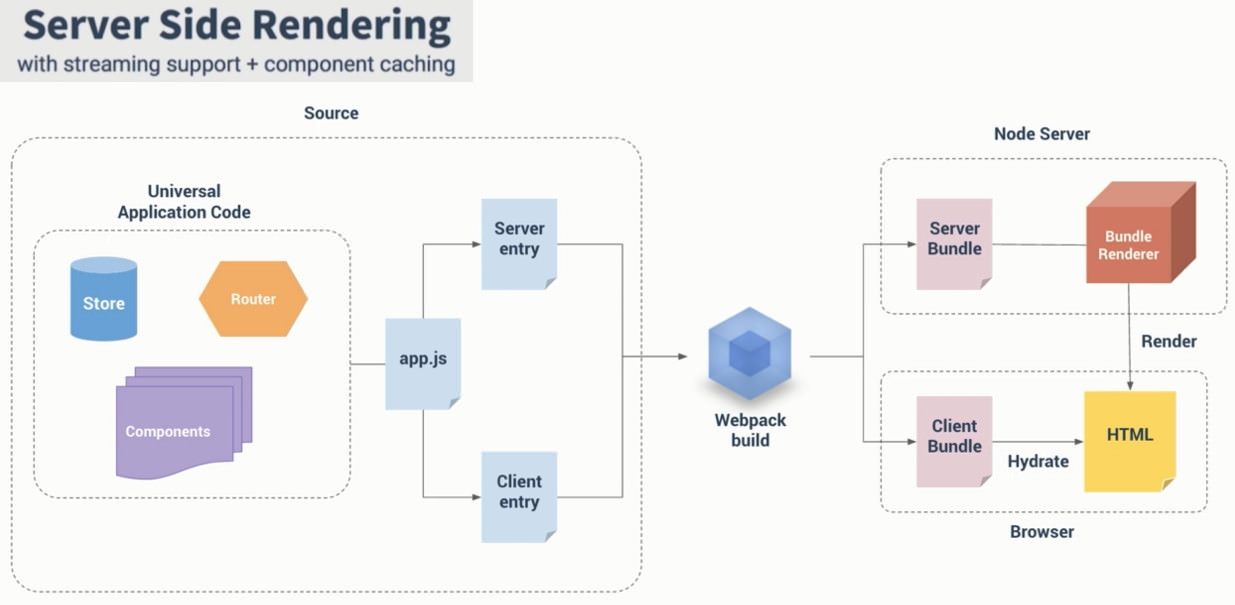 Server Side Rendering
with streaming support + component caching
Source
Universal
Application Code
Store
Router
Components
app.js
Server
entry
Client
entry
Webpack
build
Node Server
Server
Bundle
Bundle
Renderer
Render
Client
Bundle
Hydrate
HTML
Browser